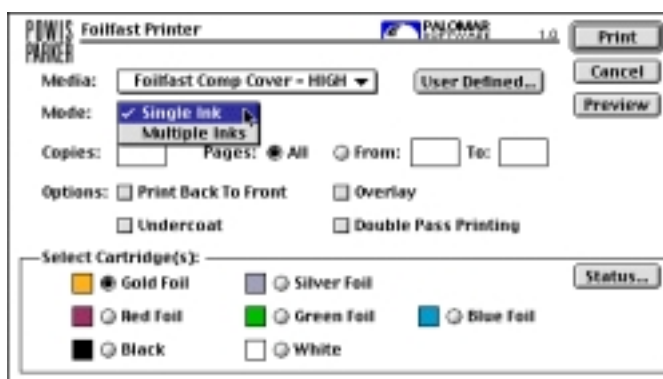 POWIS PARKER Foilfast Printer PALOMAR SOFTWARE 1.0 Print
Media: Foilfast Comp Cover - HIGH User Defined... Cancel
Mode: ✓ Single Ink Preview
Multiple Inks
Copies: Pages: All From: To:
Options: Print Back To Front Overlay
Undercoat Double Pass Printing
Select Cartridge(s): Status...
Gold Foil Silver Foil
Red Foil Green Foil Blue Foil
Black White